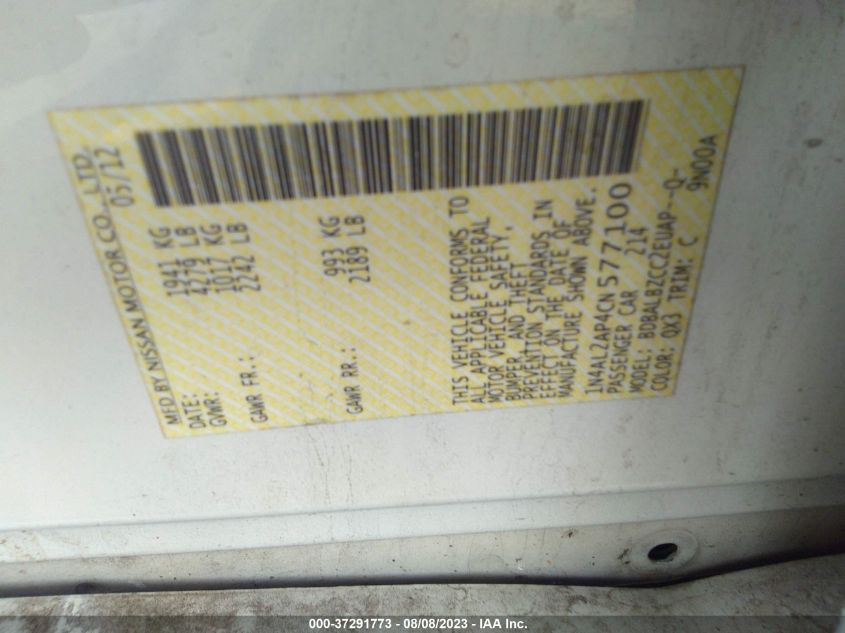 MFD BY NISSAN MOTOR CO., LTD.
DATE: 05/12
GVWR: 1941 KG
4279 LB
GAWR FR.: 1017 KG
2242 LB
GAWR RR.: 993 KG
2189 LB
THIS VEHICLE CONFORMS TO
ALL APPLICABLE FEDERAL
MOTOR VEHICLE SAFETY,
BUMPER, AND THEFT
PREVENTION STANDARDS IN
EFFECT ON THE DATE OF
MANUFACTURE SHOWN ABOVE.
1N4AL2AP4CN577100
PASSENGER CAR 214
MODEL: BDBALBZCC2EUAP--Q-
COLOR: QX3 TRIM: C 9N00A
000-37291773 - 08/08/2023 - IAA Inc.